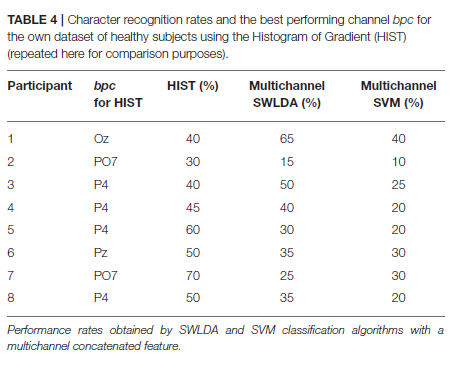 TABLE 4 | Character recognition rates and the best performing channel bpc for
the own dataset of healthy subjects using the Histogram of Gradient (HIST)
(repeated here for comparison purposes).
Participant bpc HIST (%) Multichannel Multichannel
for HIST SWLDA (%) SVM (%)
1 Oz 40 65 40
2 PO7 30 15 10
3 P4 40 50 25
4 P4 45 40 20
5 P4 60 30 20
6 Pz 50 35 30
7 PO7 70 25 30
8 P4 50 35 20
Performance rates obtained by SWLDA and SVM classification algorithms with a
multichannel concatenated feature.